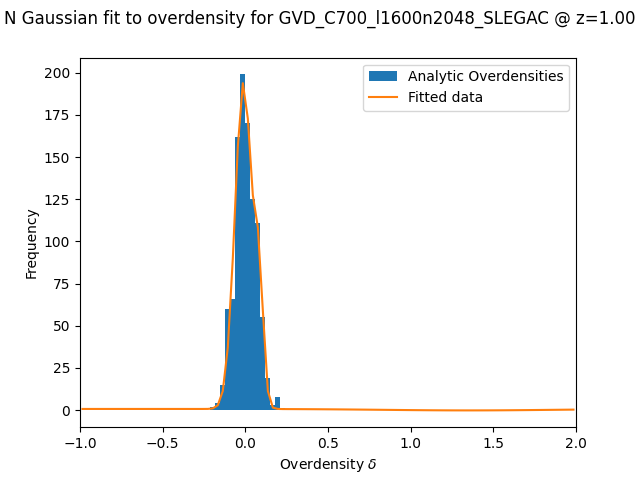 N Gaussian fit to overdensity for GVD_C700_l1600n2048_SLEGAC @ z=1.00
Analytic Overdensities
Fitted data
200
175
150
125
100
75
50
25
0
Frequency
−1.0 −0.5 0.0 0.5 1.0 1.5 2.0
Overdensity δ